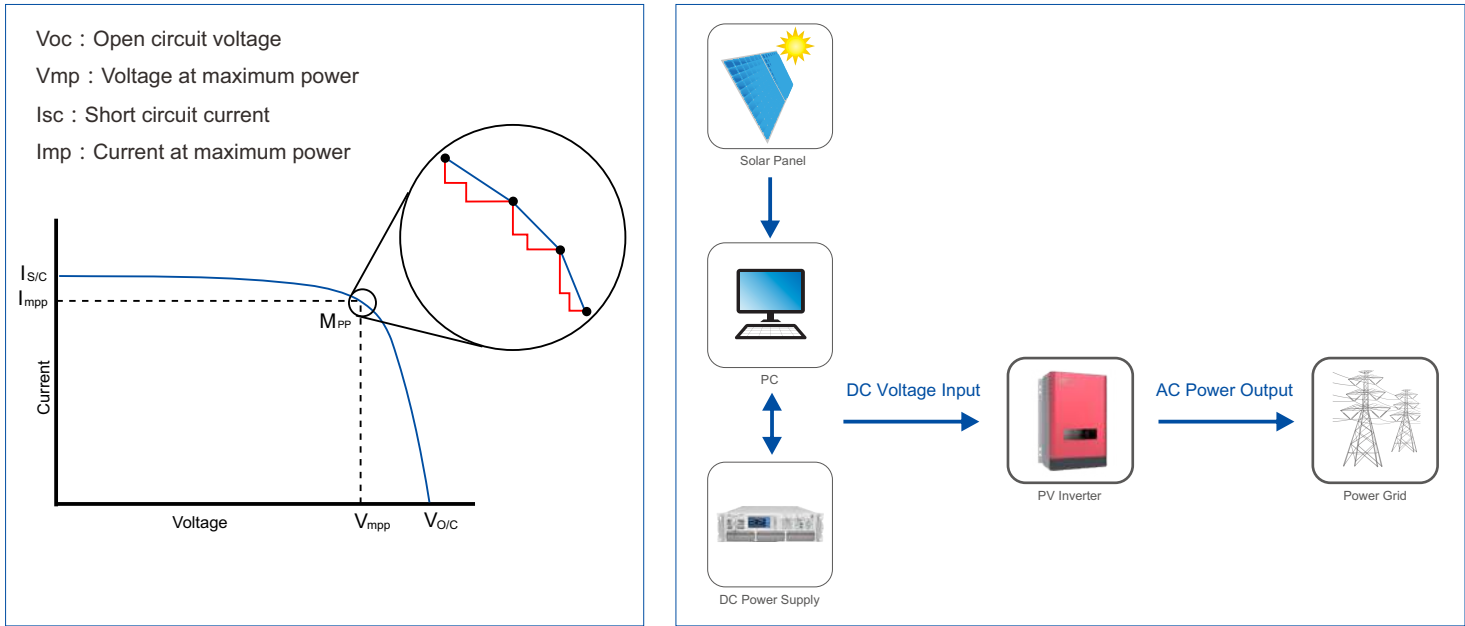 Voc：Open circuit voltage
Vmp：Voltage at maximum power
Isc：Short circuit current
Imp：Current at maximum power
IS/C
Impp
MPP
Current
Voltage
Vmpp
VO/C
Solar Panel
PC
DC Voltage Input
AC Power Output
PV Inverter
Power Grid
DC Power Supply